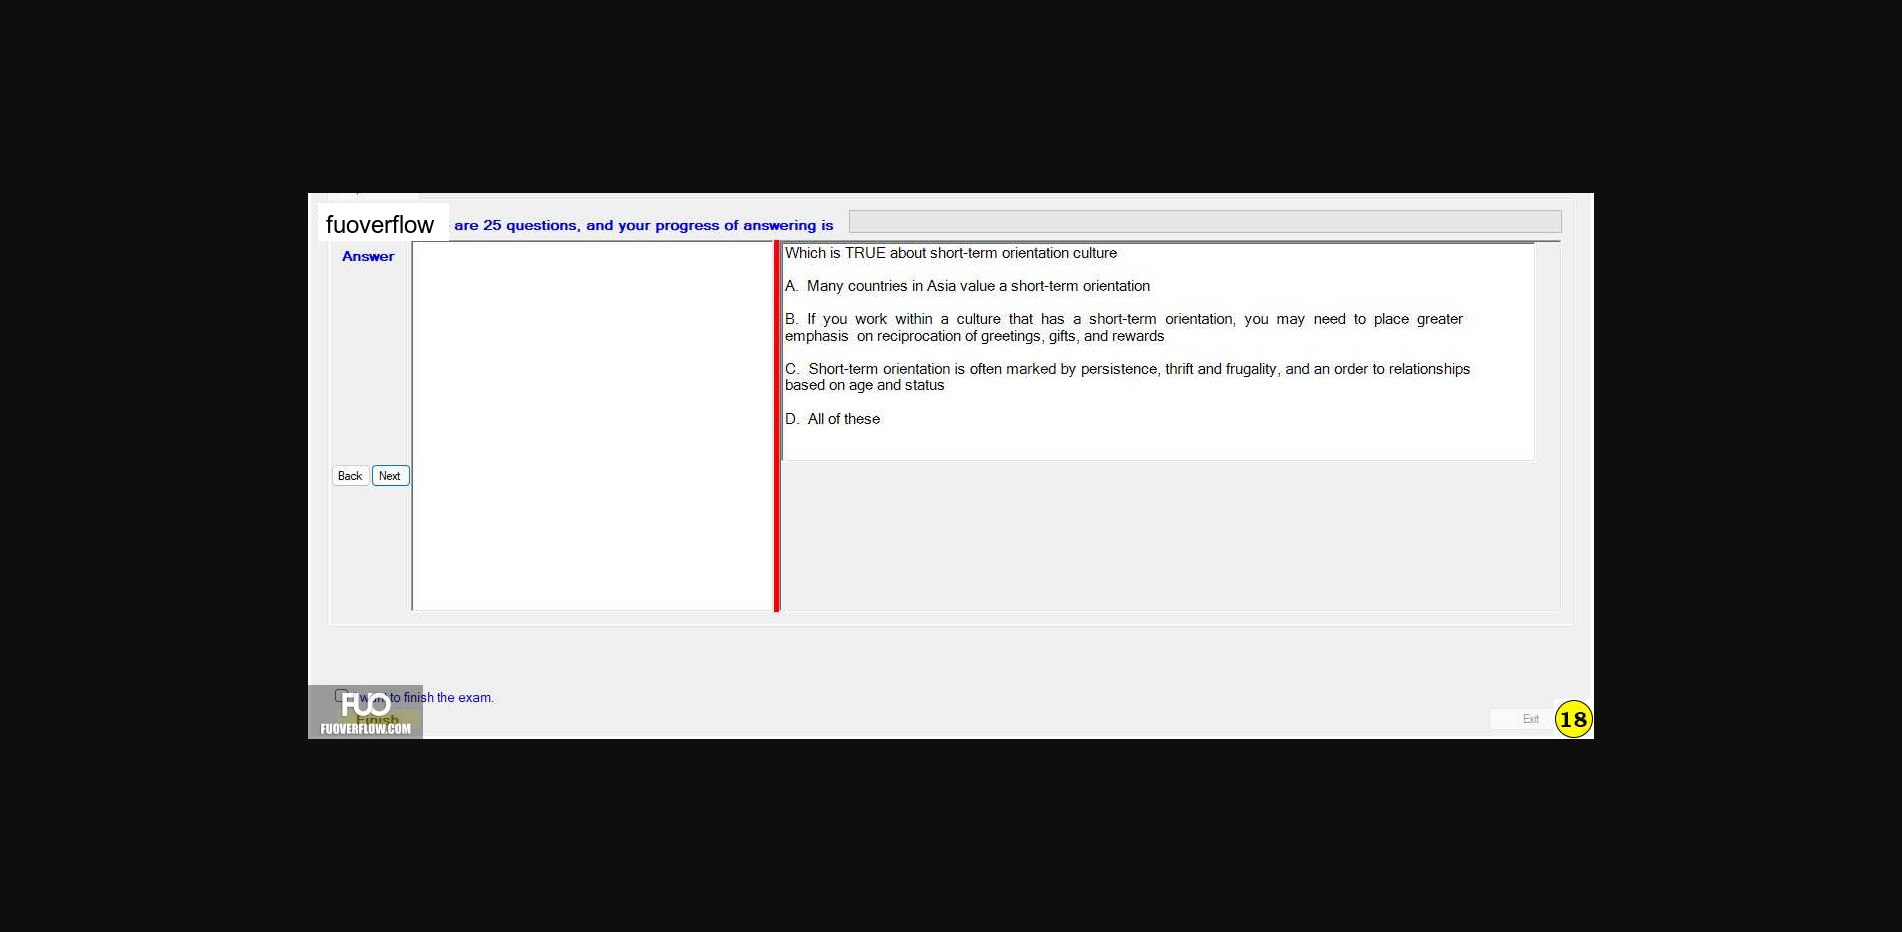 fuoverflow are 25 questions, and your progress of answering is
Answer
Which is TRUE about short-term orientation culture
A. Many countries in Asia value a short-term orientation
B. If you work within a culture that has a short-term orientation, you may need to place greater
emphasis on reciprocation of greetings, gifts, and rewards
C. Short-term orientation is often marked by persistence, thrift and frugality, and an order to relationships
based on age and status
D. All of these
Back Next
I want to finish the exam.
FUO
Finish
FUOVERFLOW.COM
Exit 18